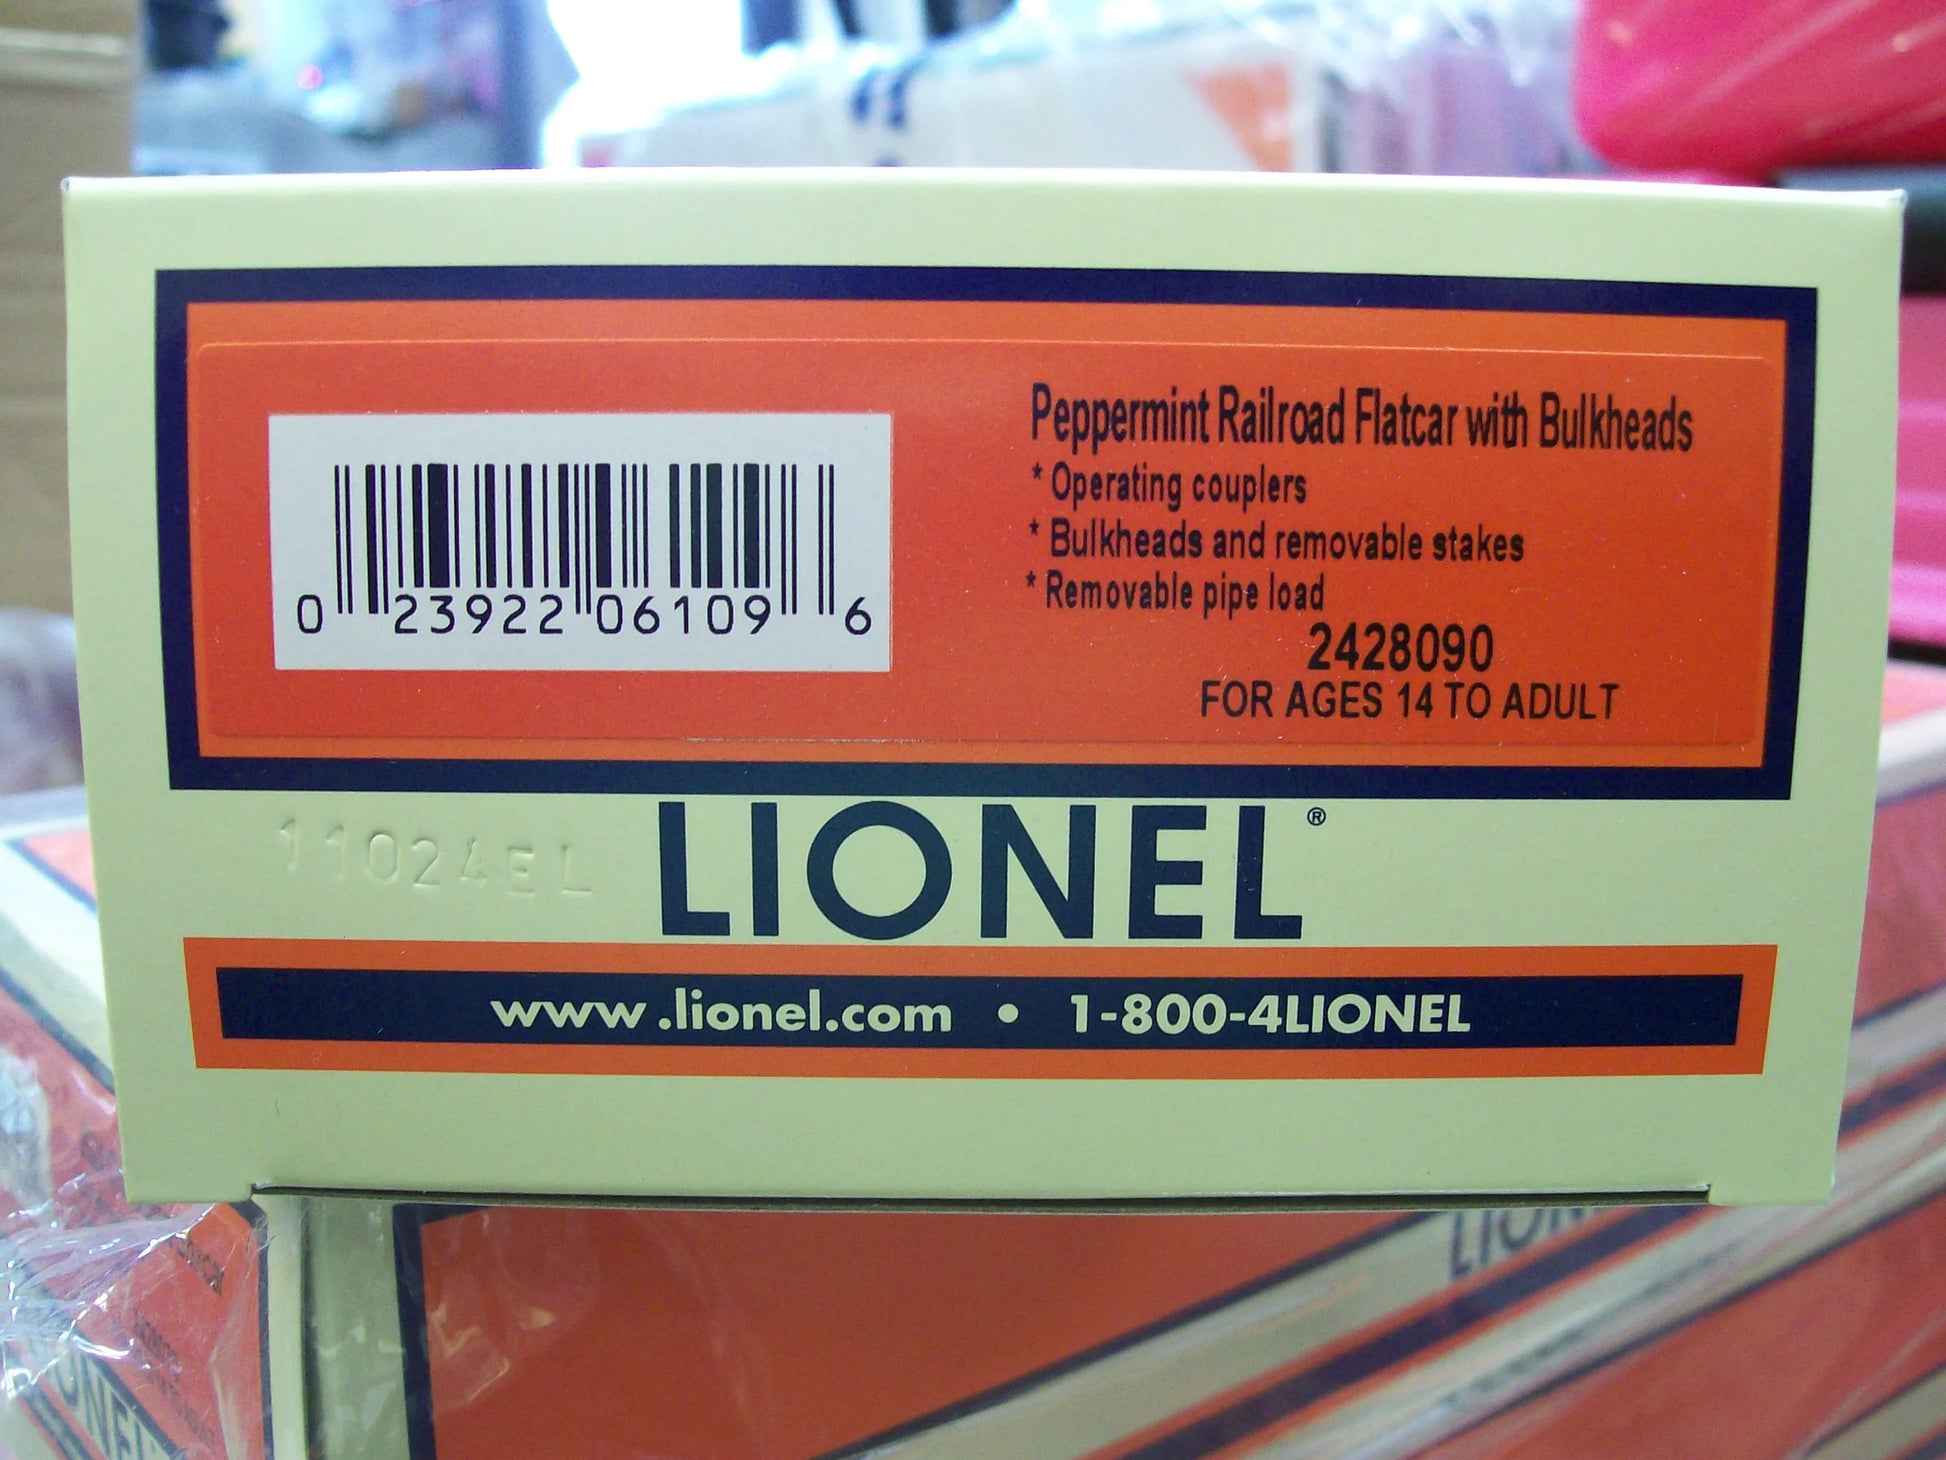 Peppermint Railroad Flatcar with Bulkheads
* Operating couplers
* Bulkheads and removable stakes
* Removable pipe load
2428090
FOR AGES 14 TO ADULT
0 23922 06109 6
11024EL
LIONEL®
www.lionel.com • 1-800-4LIONEL
LION